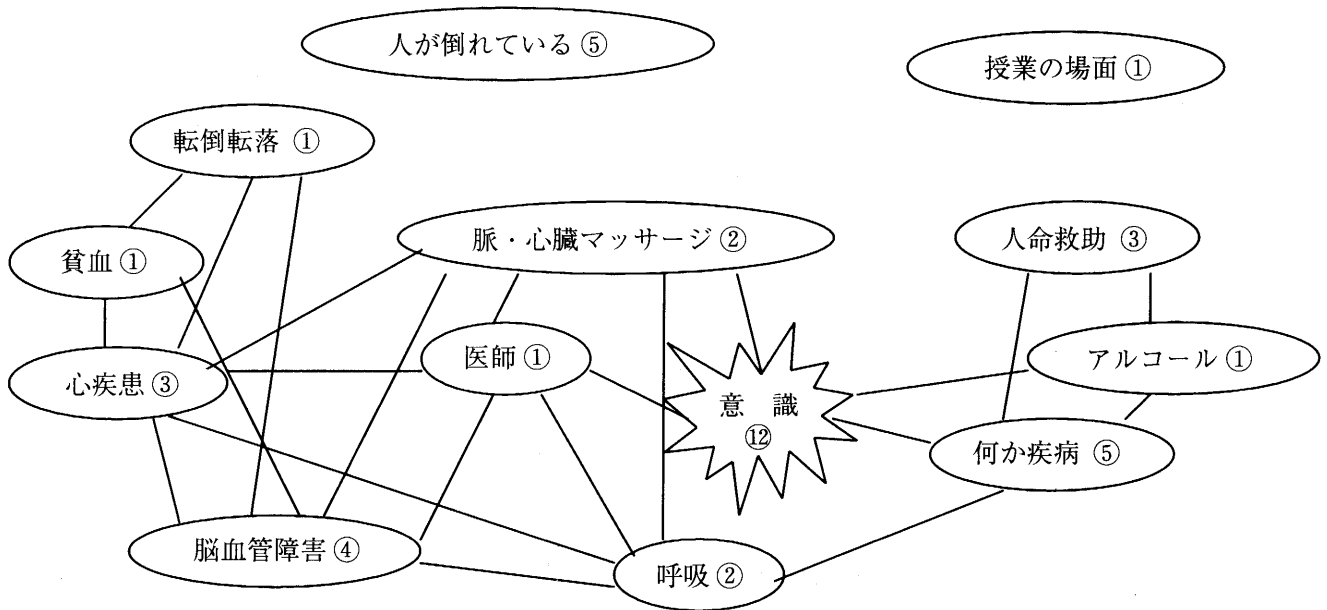 人が倒れている⑤
授業の場面①
転倒転落①
脈・心臓マッサージ②
人命救助③
貧血①
医師①
アルコール①
心疾患③
意識
⑫
何か疾病⑤
脳血管障害④
呼吸②